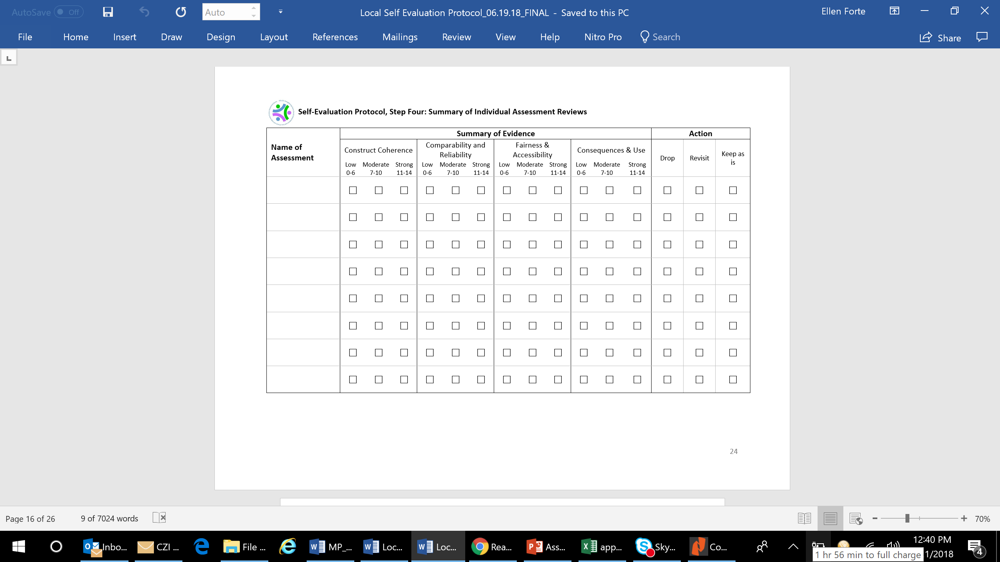 AutoSave Off Auto Local Self Evaluation Protocol_06.19.18_FINAL - Saved to this PC Ellen Forte
File Home Insert Draw Design Layout References Mailings Review View Help Nitro Pro Search Share
Self-Evaluation Protocol, Step Four: Summary of Individual Assessment Reviews
Name of
Assessment
Summary of Evidence
Action
Construct Coherence
Low Moderate Strong
0-6 7-10 11-14
Comparability and
Reliability
Low Moderate Strong
0-6 7-10 11-14
Fairness &
Accessibility
Low Moderate Strong
0-6 7-10 11-14
Consequences & Use
Low Moderate Strong
0-6 7-10 11-14
Drop
Revisit
Keep as
is
24
Page 16 of 26 9 of 7024 words 70%
Inbo... CZI ... File ... MP_... Loc... Loc... Rea... Ass... app... Sky... Co...
12:40 PM
1/2018
4
1 hr 56 min to full charge